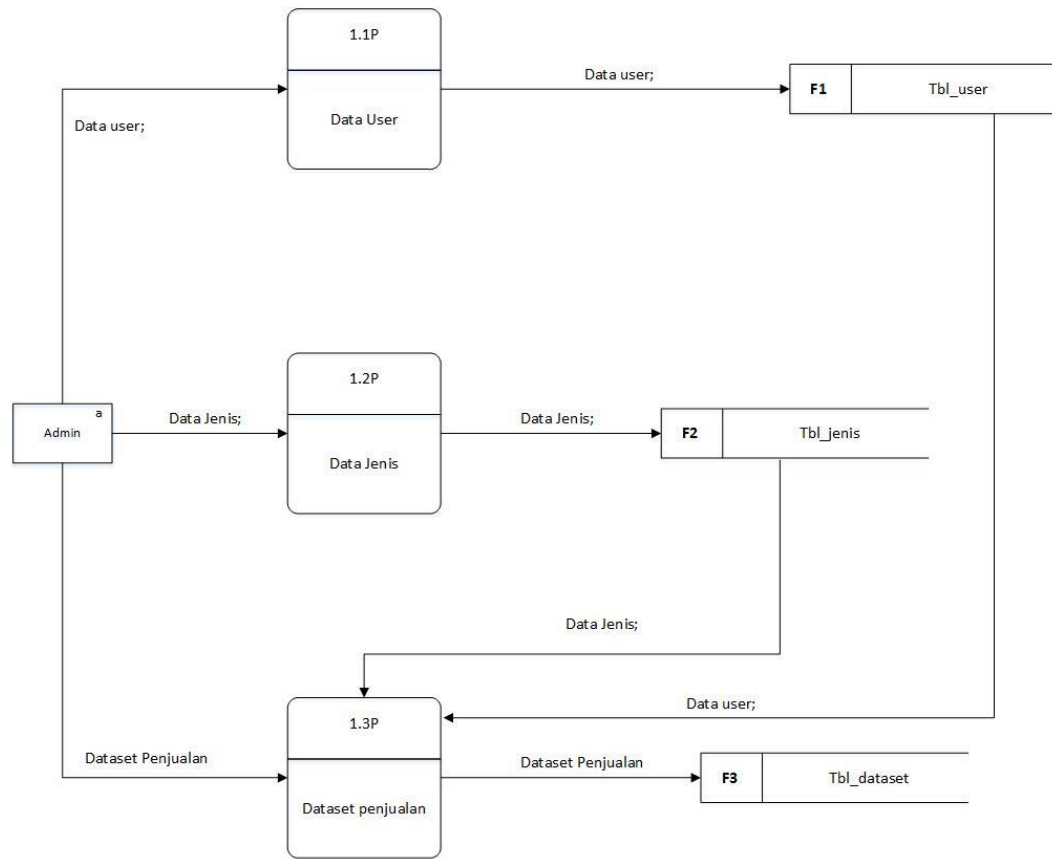 1.1P
Data user;
F1
Tbl_user
Data user;
Data User
1.2P
a
Admin
Data Jenis;
Data Jenis;
F2
Tbl_jenis
Data Jenis
Data Jenis;
Data user;
1.3P
Dataset Penjualan
Dataset Penjualan
F3
Tbl_dataset
Dataset penjualan